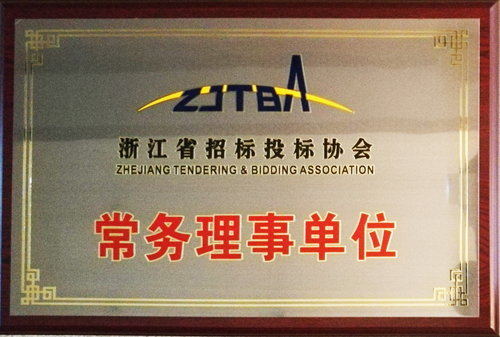 ZJTBA
浙江省招标投标协会
ZHEJIANG TENDERING & BIDDING ASSOCIATION
常务理事单位